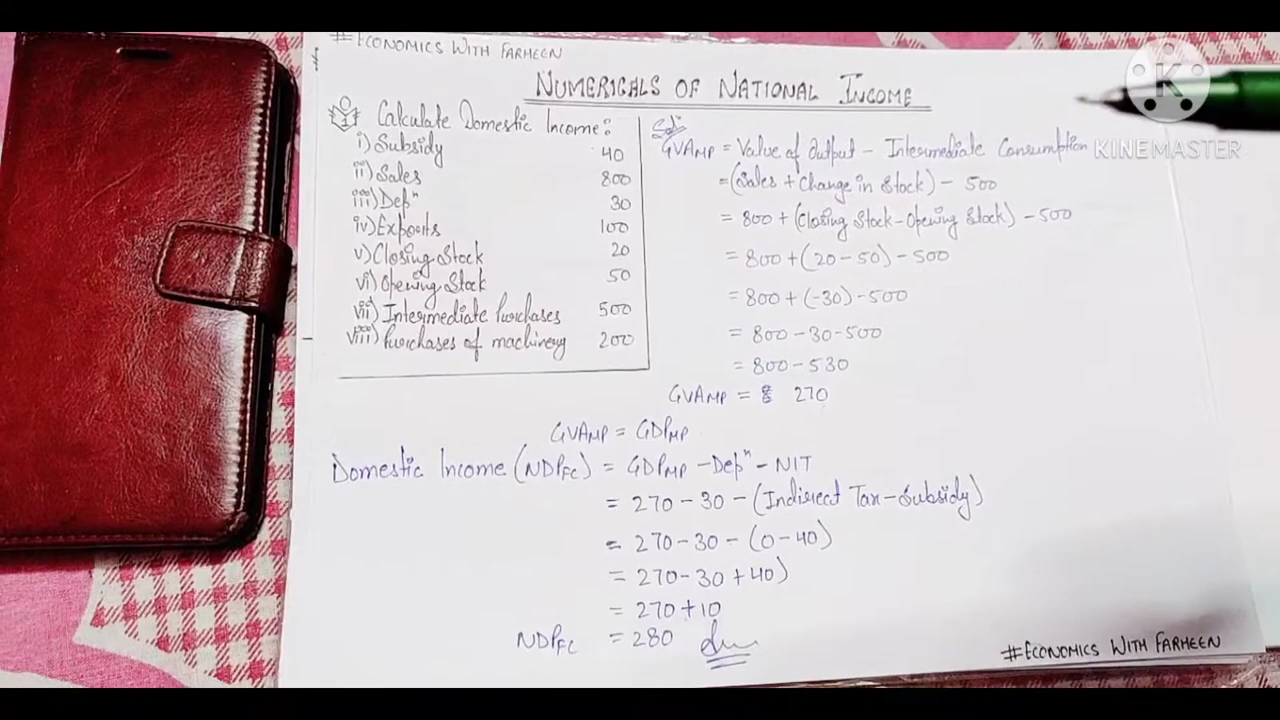 #ECONOMICS WITH FARHEEN
NUMERICALS OF NATIONAL INCOME
Calculate Domestic Income:
i) Subsidy 40
ii) Sales 800
iii) Depⁿ 30
iv) Exports 100
v) Closing Stock 20
vi) Opening Stock 50
vii) Intermediate Purchases 500
viii) Purchases of machinery 200
Solⁿ
GVAMP = Value of Output - Intermediate Consumption
= (Sales + Change in Stock) - 500
= 800 + (Closing Stock - Opening Stock) - 500
= 800 + (20 - 50) - 500
= 800 + (-30) - 500
= 800 - 30 - 500
= 800 - 530
GVAMP = 270
GVAMP = GDPMP
Domestic Income (NDPFC) = GDPMP - Depⁿ - NIT
= 270 - 30 - (Indirect Tax - Subsidy)
= 270 - 30 - (0 - 40)
= 270 - 30 + 40)
= 270 + 10
NDPFC = 280
#ECONOMICS WITH FARHEEN
K
KINEMASTER